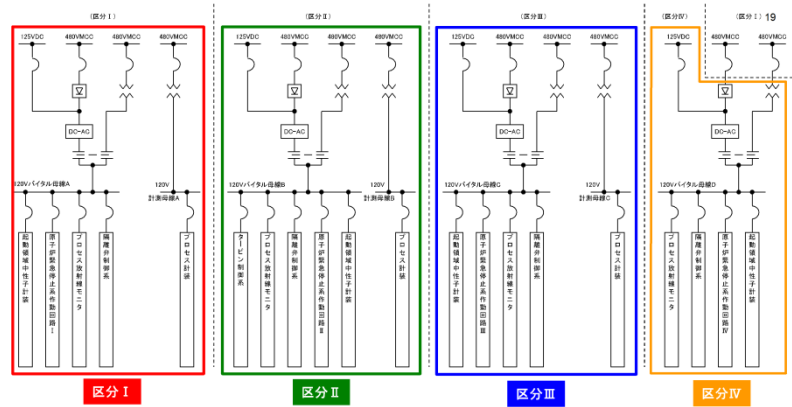 (区分Ⅰ)
(区分Ⅱ)
(区分Ⅲ)
(区分Ⅳ)
(区分Ⅰ)
19
125VDC
480VMCC
480VMCC
480VMCC
125VDC
480VMCC
480VMCC
480VMCC
125VDC
480VMCC
480VMCC
480VMCC
125VDC
480VMCC
480VMCC
DC-AC
DC-AC
DC-AC
DC-AC
120Vバイタル母線A
120V
計測母線A
120Vバイタル母線B
120V
計測母線B
120Vバイタル母線C
120V
計測母線C
120Vバイタル母線D
起動領域中性子計装
原子炉緊急停止系作動回路Ⅰ
プロセス放射線モニタ
隔離弁制御系
プロセス計装
タービン制御系
プロセス放射線モニタ
隔離弁制御系
原子炉緊急停止系作動回路Ⅱ
起動領域中性子計装
プロセス計装
起動領域中性子計装
原子炉緊急停止系作動回路Ⅲ
プロセス放射線モニタ
隔離弁制御系
プロセス計装
プロセス放射線モニタ
隔離弁制御系
原子炉緊急停止系作動回路Ⅳ
起動領域中性子計装
区分Ⅰ
区分Ⅱ
区分Ⅲ
区分Ⅳ